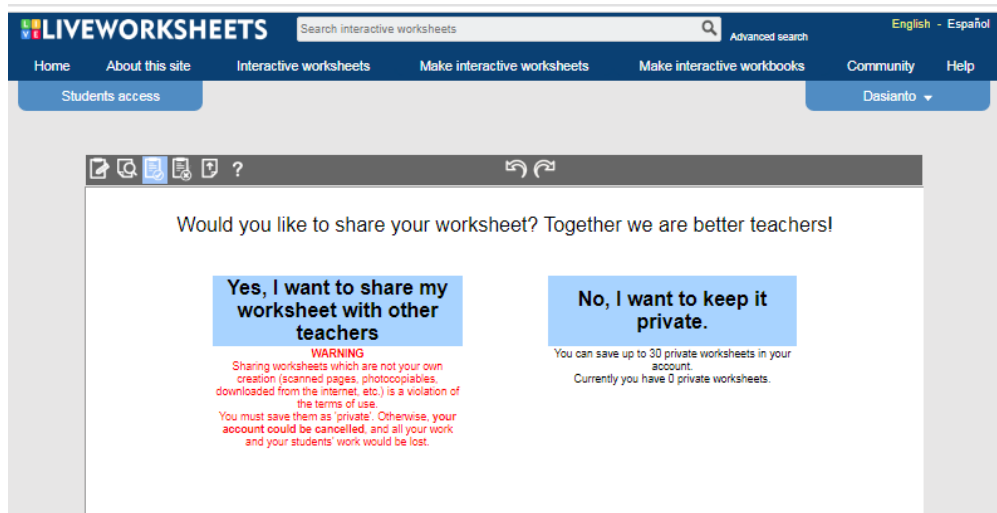 LIVEWORKSHEETS
Search interactive worksheets
Advanced search
English - Español
Home About this site Interactive worksheets Make interactive worksheets Make interactive workbooks Community Help
Students access
Dasianto
?
Would you like to share your worksheet? Together we are better teachers!
Yes, I want to share my
worksheet with other
teachers
WARNING
Sharing worksheets which are not your own
creation (scanned pages, photocopiables,
downloaded from the internet, etc.) is a violation of
the terms of use.
You must save them as 'private'. Otherwise, your
account could be cancelled, and all your work
and your students' work would be lost.
No, I want to keep it
private.
You can save up to 30 private worksheets in your
account.
Currently you have 0 private worksheets.